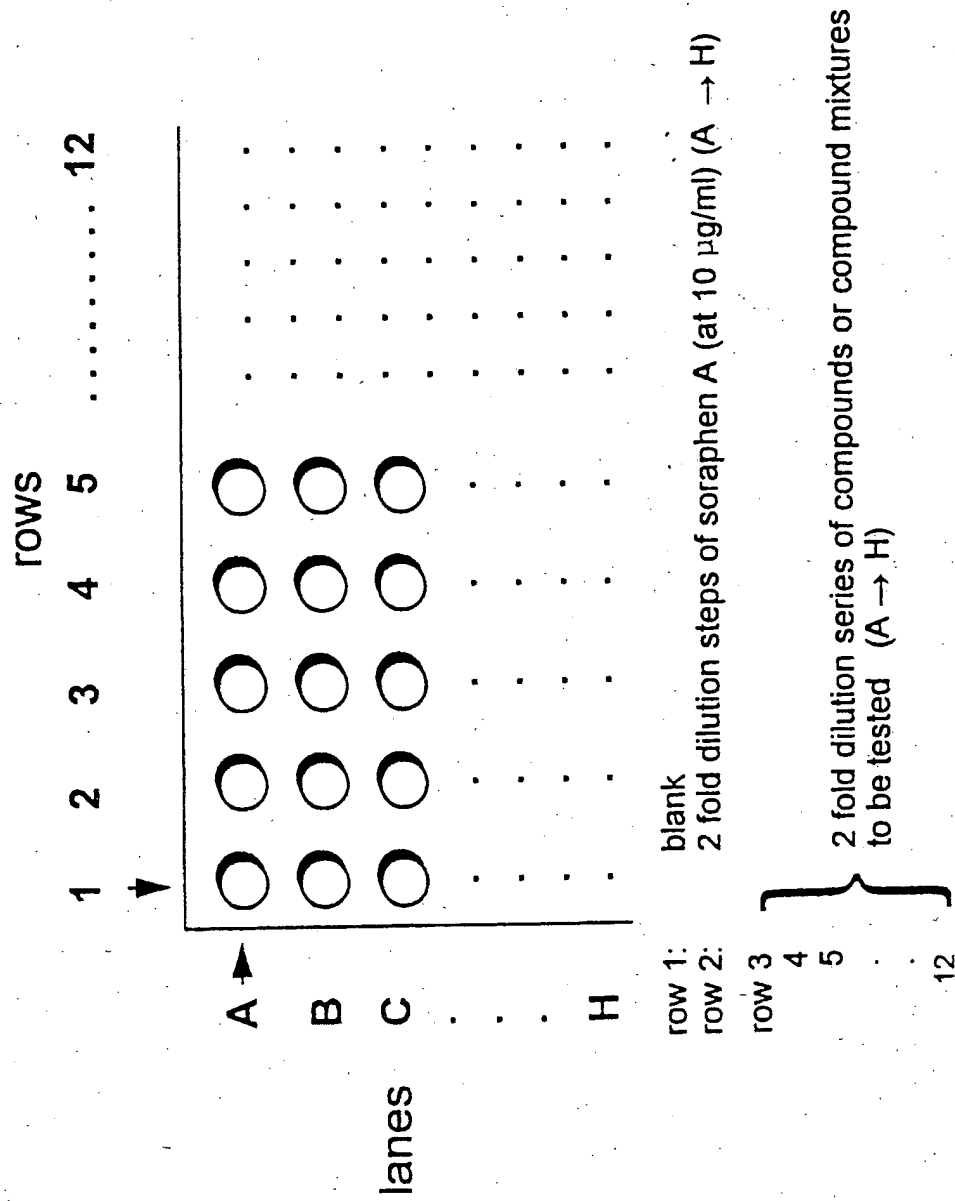 rows
1 2 3 4 5 ........ 12
A
B
C
.
.
.
H
lanes
row 1: blank
row 2: 2 fold dilution steps of soraphen A (at 10 µg/ml) (A → H)
row 3
4
5
.
.
12
2 fold dilution series of compounds or compound mixtures
to be tested (A → H)